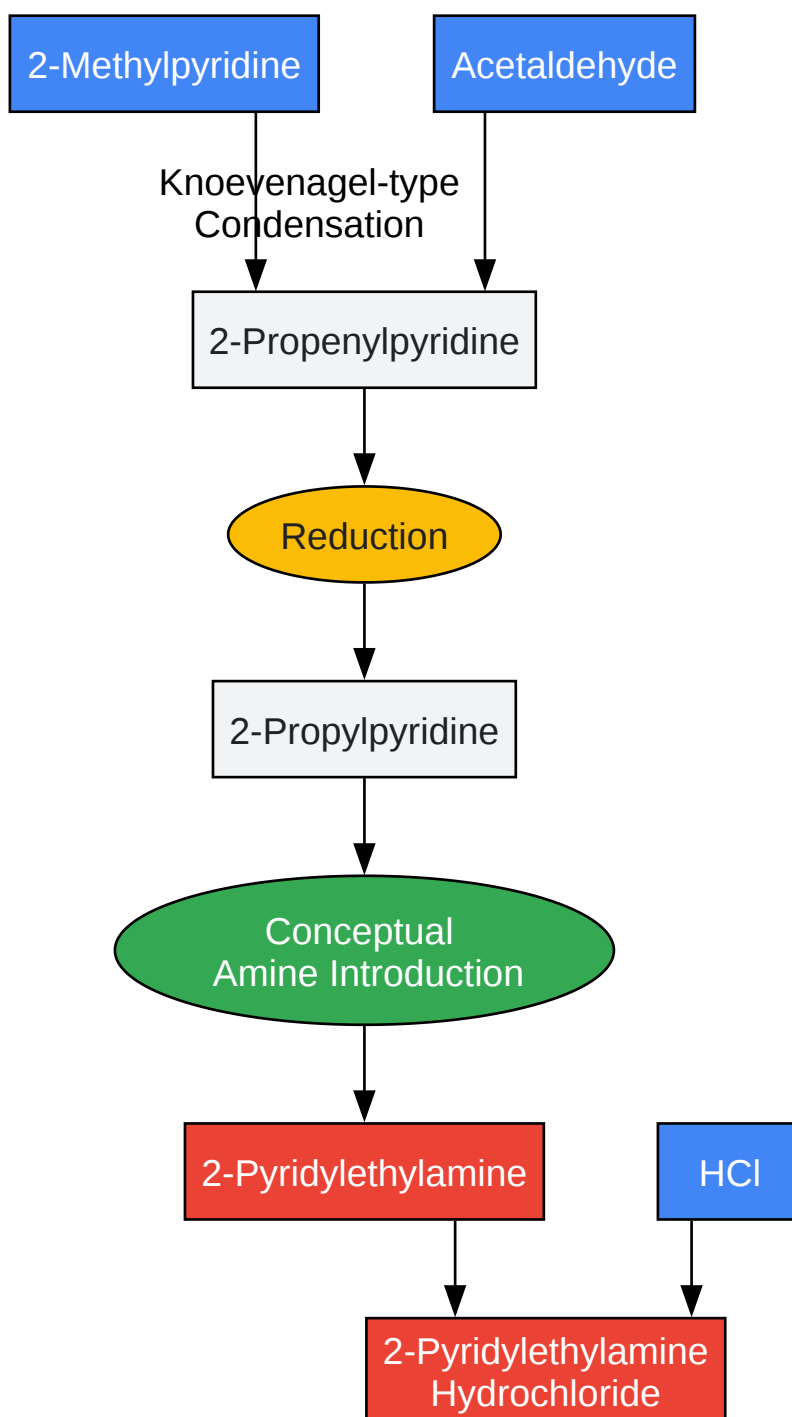 2-Methylpyridine
Acetaldehyde
Knoevenagel-type
Condensation
2-Propenylpyridine
Reduction
2-Propylpyridine
Conceptual
Amine Introduction
2-Pyridylethylamine
HCl
2-Pyridylethylamine
Hydrochloride